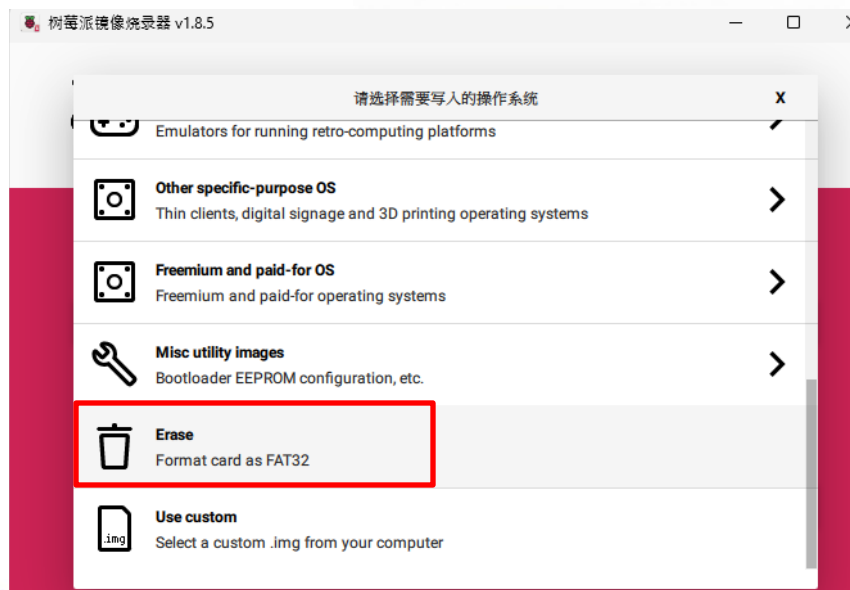 树莓派镜像烧录器 v1.8.5
请选择需要写入的操作系统
X
Emulators for running retro-computing platforms
Other specific-purpose OS
Thin clients, digital signage and 3D printing operating systems
Freemium and paid-for OS
Freemium and paid-for operating systems
Misc utility images
Bootloader EEPROM configuration, etc.
Erase
Format card as FAT32
Use custom
.img
Select a custom .img from your computer